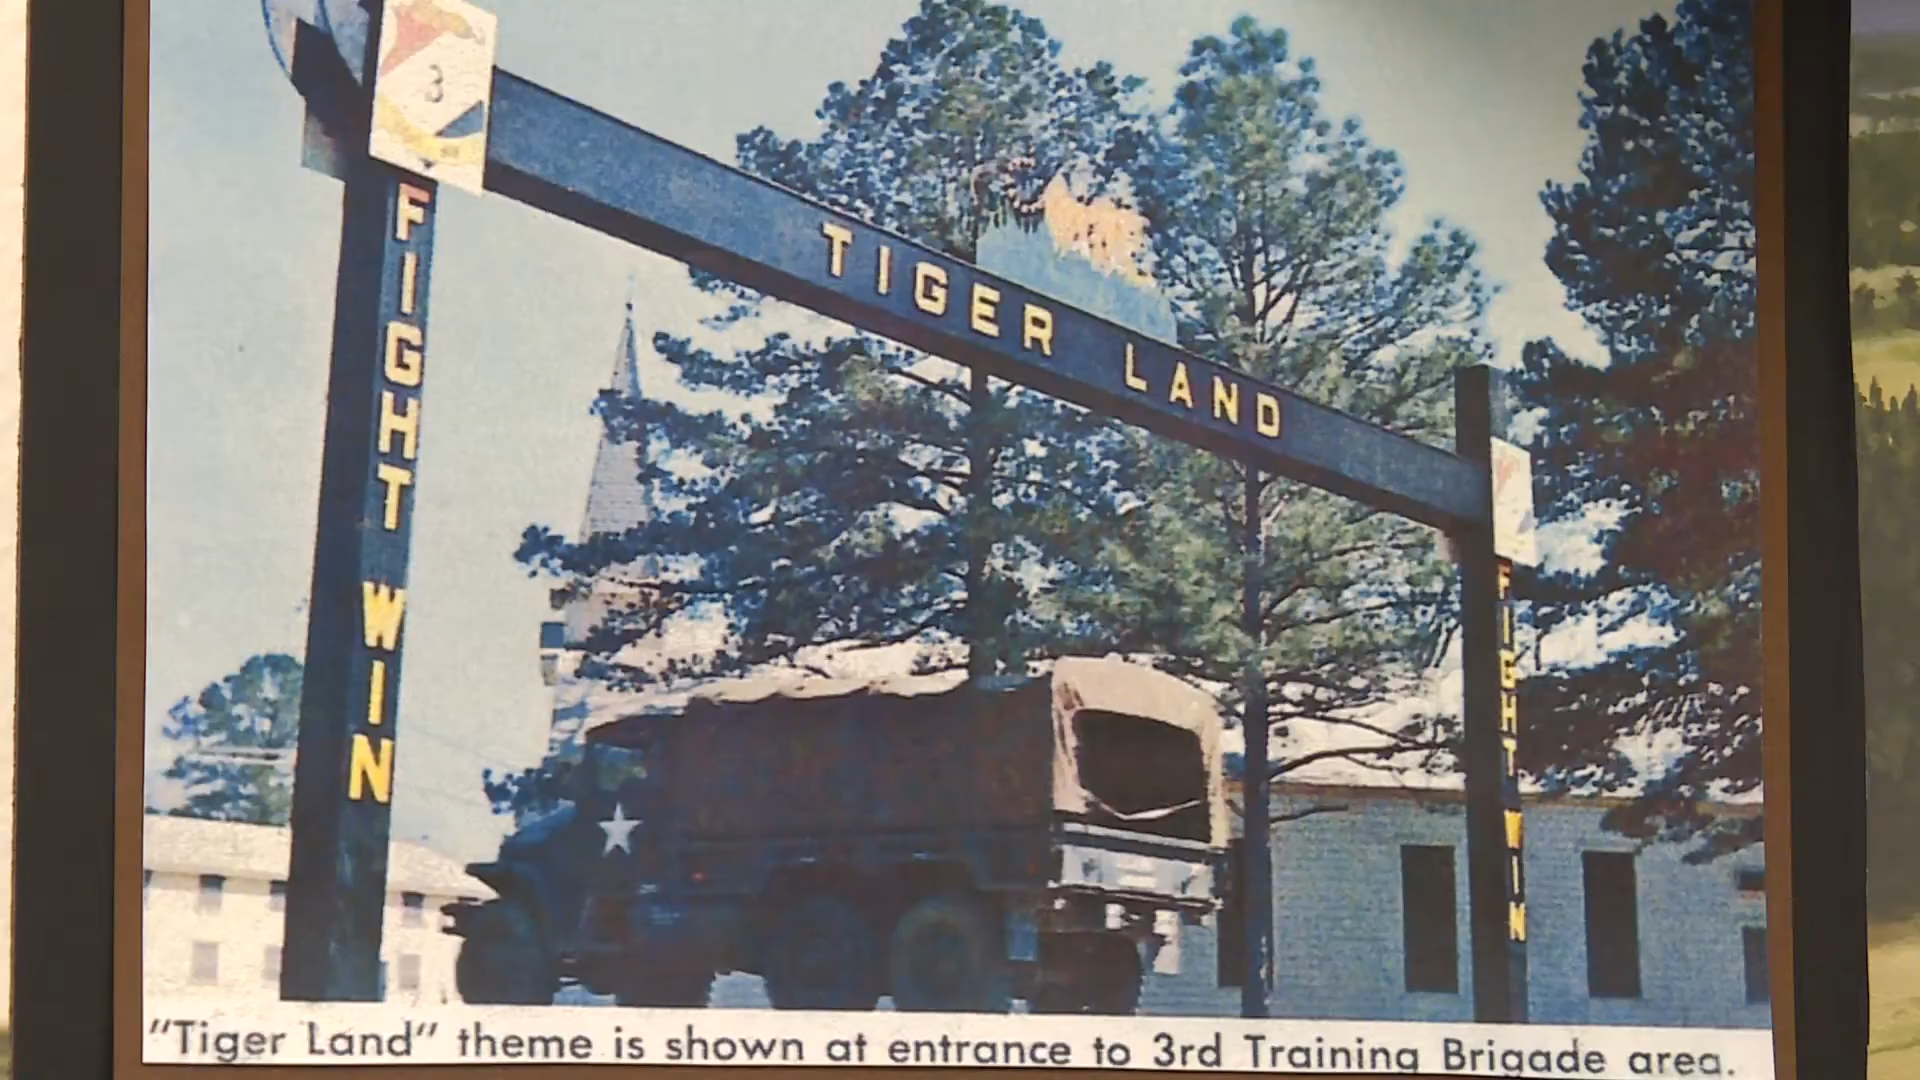 3
FIGHT WIN
TIGER LAND
FIGHT WIN
"Tiger Land" theme is shown at entrance to 3rd Training Brigade area.